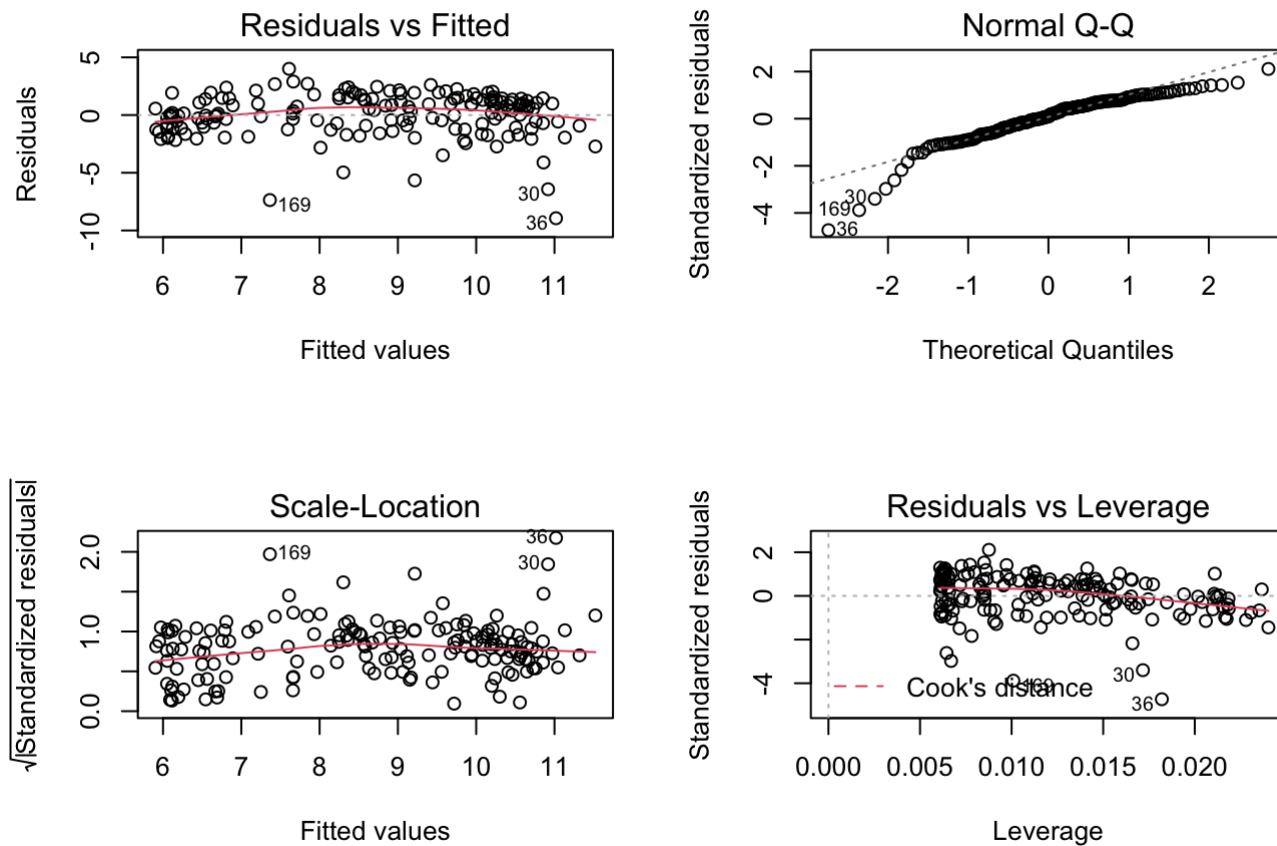 Residuals vs Fitted
Residuals
5
0
-5
-10
169
30
36
6 7 8 9 10 11
Fitted values
Normal Q-Q
Standardized residuals
2
0
-2
-4
30
169
36
-2 -1 0 1 2
Theoretical Quantiles
Scale-Location
√|Standardized residuals|
2.0
1.0
0.0
169
36
30
6 7 8 9 10 11
Fitted values
Residuals vs Leverage
Standardized residuals
2
0
-4
169
30
36
Cook's distance
0.000 0.005 0.010 0.015 0.020
Leverage